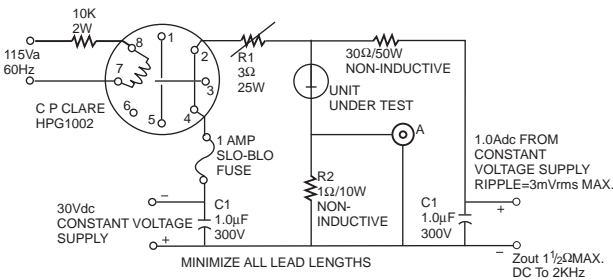 10K
2W
115Va
60Hz
8
1
2
7
3
6
5
4
C P CLARE
HPG1002
R1
3Ω
25W
30Ω/50W
NON-INDUCTIVE
UNIT
UNDER TEST
A
1 AMP
SLO-BLO
FUSE
R2
1Ω/10W
NON-
INDUCTIVE
1.0Adc FROM
CONSTANT
VOLTAGE SUPPLY
RIPPLE=3mVrms MAX.
–
30Vdc
CONSTANT VOLTAGE
SUPPLY
+
C1
1.0µF
300V
C1
1.0µF
300V
+
–
MINIMIZE ALL LEAD LENGTHS
Zout 1 1/2ΩMAX.
DC To 2KHz